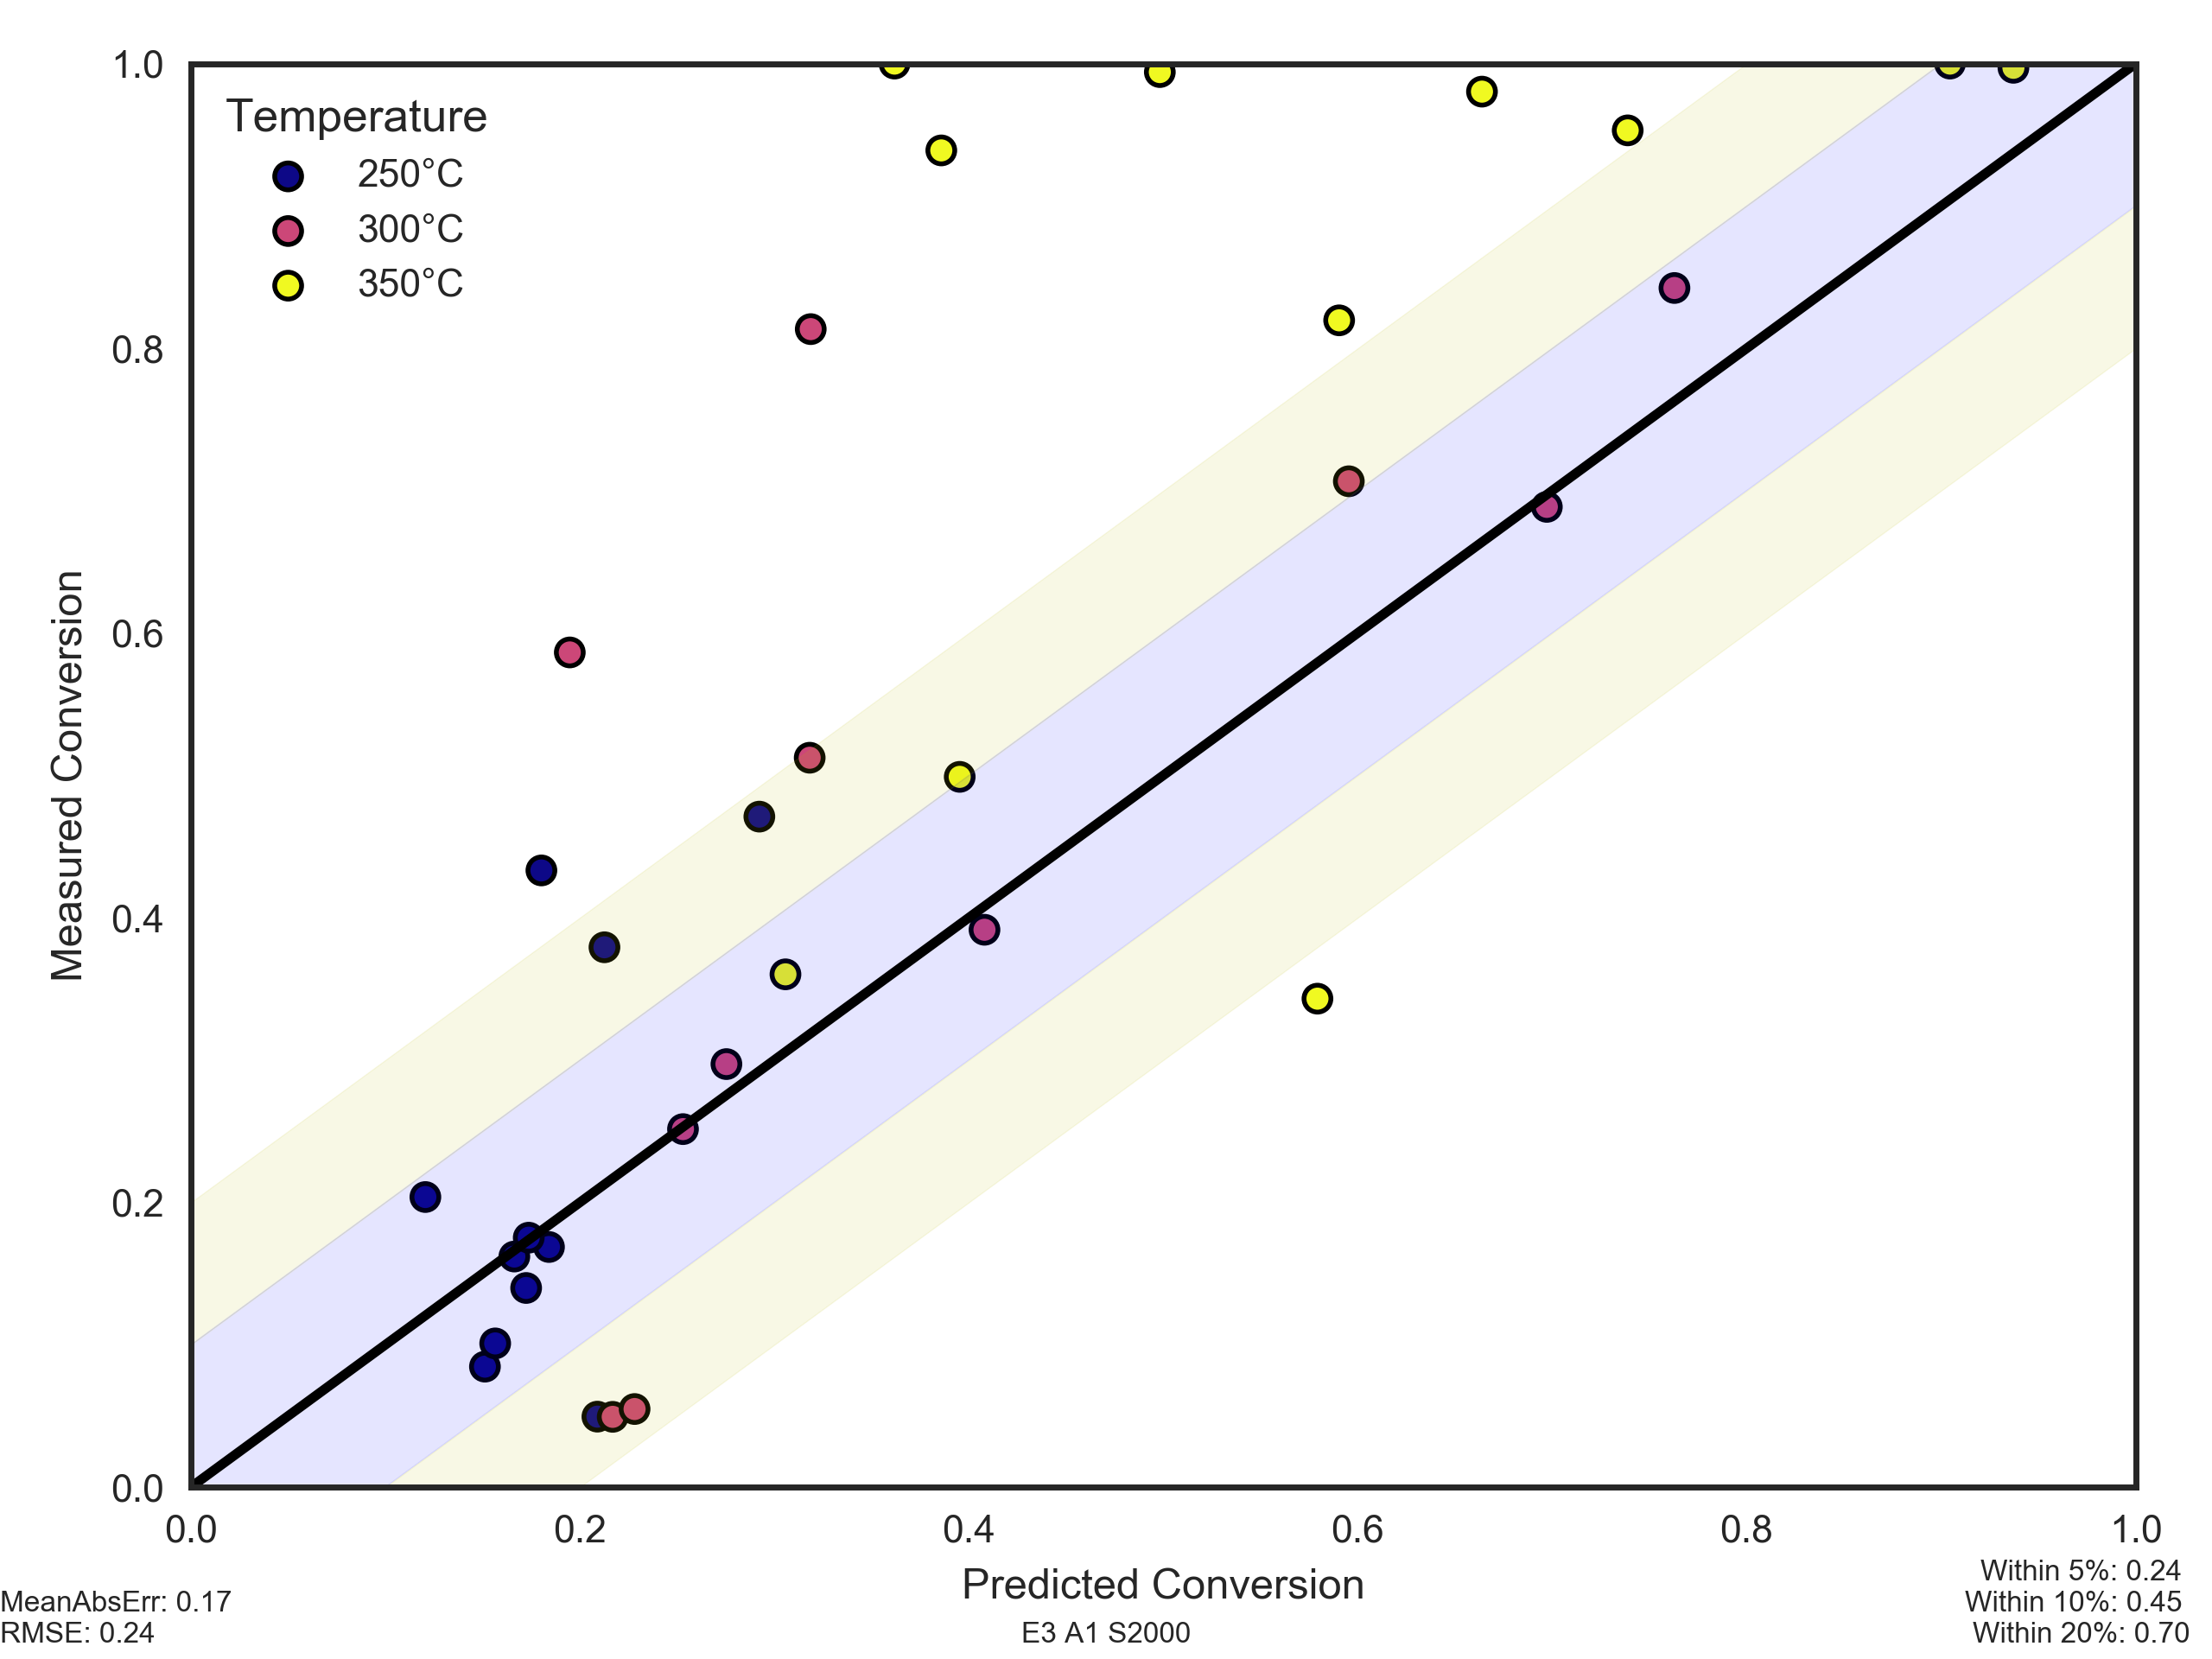 1.0
Temperature
250°C
300°C
350°C
0.8
0.6
0.4
0.2
0.0
Measured Conversion
0.0 0.2 0.4 0.6 0.8 1.0
Predicted Conversion
E3 A1 S2000
MeanAbsErr: 0.17
RMSE: 0.24
Within 5%: 0.24
Within 10%: 0.45
Within 20%: 0.70